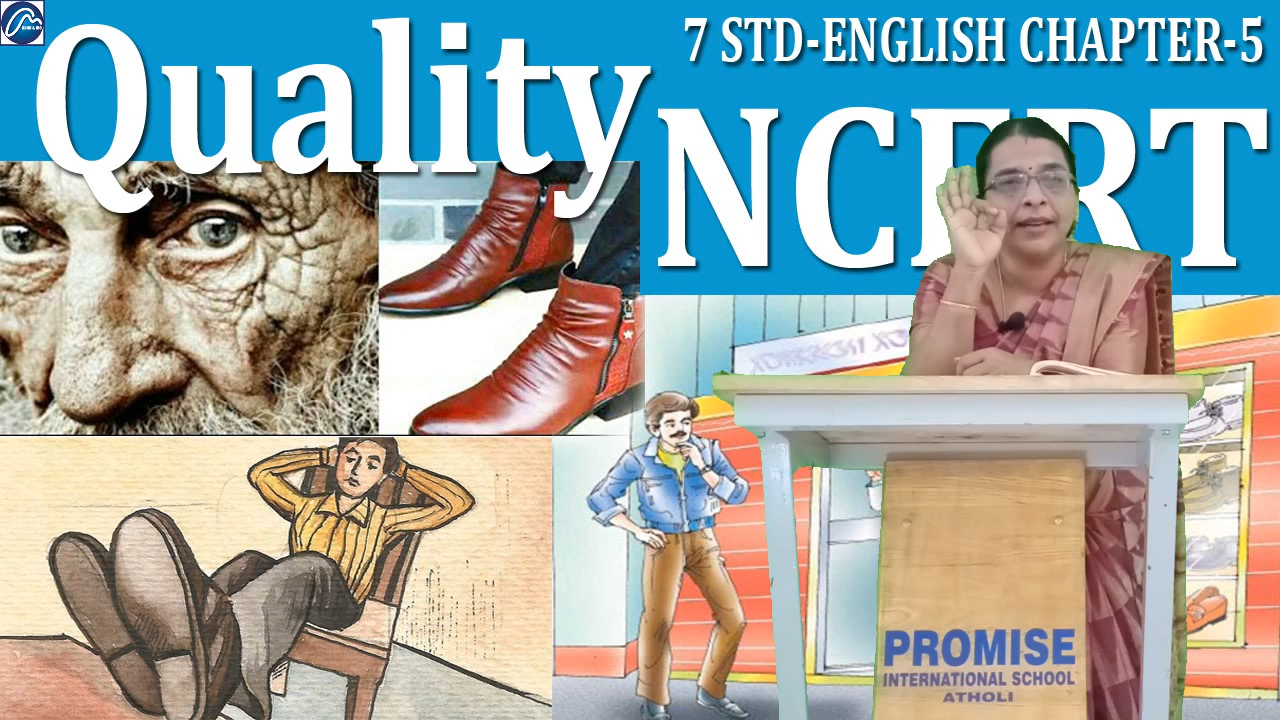 Quality
7 STD-ENGLISH CHAPTER-5
NCERT
PROMISE
INTERNATIONAL SCHOOL
ATHOLI